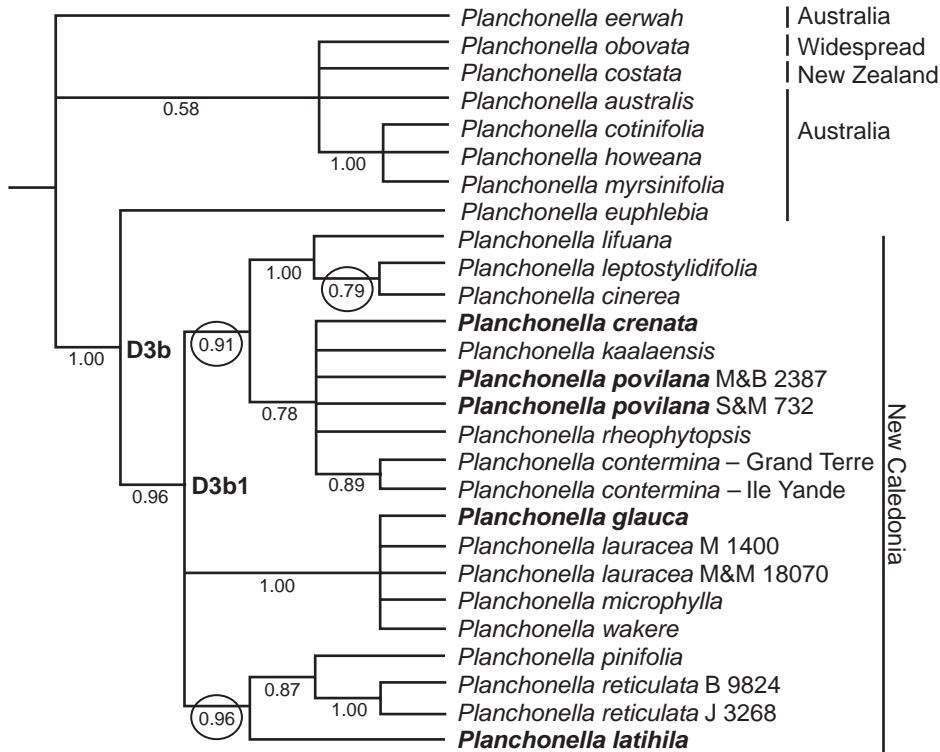 Planchonella eerwah
Australia
Planchonella obovata
Widespread
Planchonella costata
New Zealand
Planchonella australis
0.58
Planchonella cotinifolia
Australia
Planchonella howeana
1.00
Planchonella myrsinifolia
Planchonella euphlebia
Planchonella lifuana
1.00
Planchonella leptostylidifolia
0.79
Planchonella cinerea
Planchonella crenata
0.91
D3b
1.00
Planchonella kaalaensis
Planchonella povilana M&B 2387
Planchonella povilana S&M 732
0.78
Planchonella rheophytopsis
Planchonella contermina – Grand Terre
0.89
Planchonella contermina – Ile Yande
D3b1
0.96
New Caledonia
Planchonella glauca
Planchonella lauracea M 1400
Planchonella lauracea M&M 18070
1.00
Planchonella microphylla
Planchonella wakere
Planchonella pinifolia
0.87
Planchonella reticulata B 9824
1.00
Planchonella reticulata J 3268
0.96
Planchonella latihila